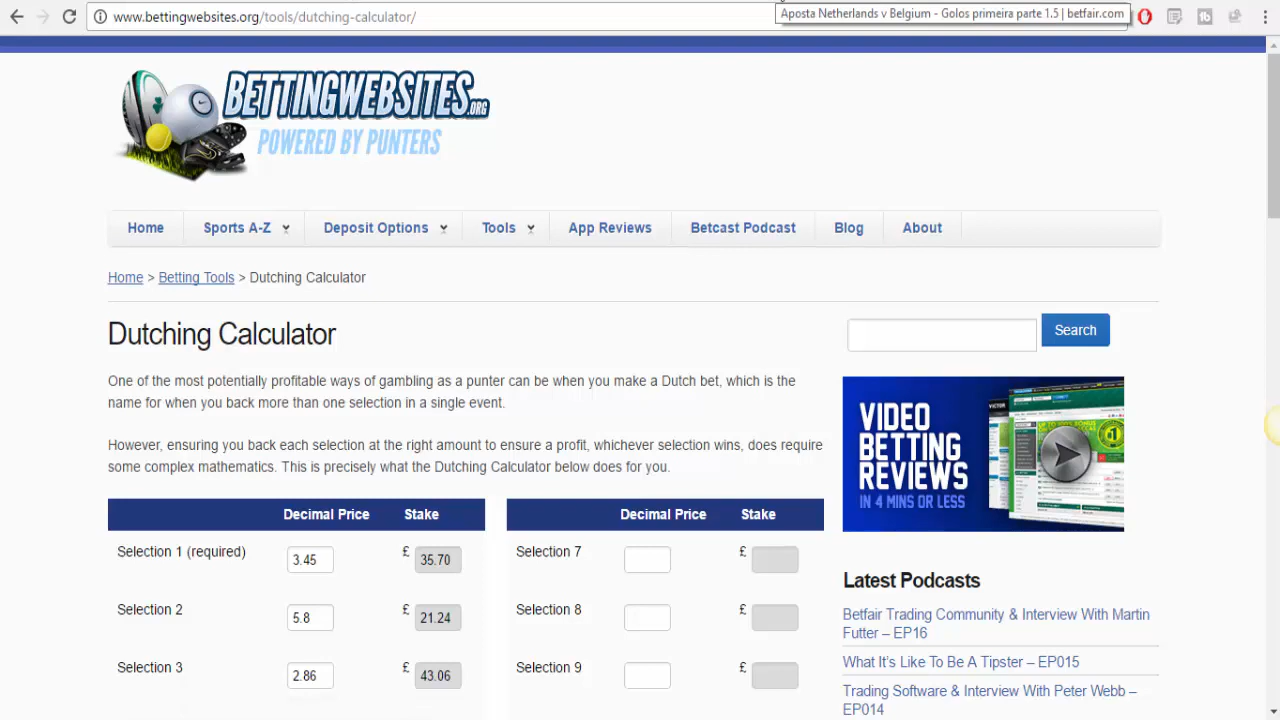 www.bettingwebsites.org/tools/dutching-calculator/
Aposta Netherlands v Belgium - Golos primeira parte 1.5 | betfair.com
BETTINGWEBSITES.ORG
POWERED BY PUNTERS
Home Sports A-Z Deposit Options Tools App Reviews Betcast Podcast Blog About
Home > Betting Tools > Dutching Calculator
Dutching Calculator
Search
One of the most potentially profitable ways of gambling as a punter can be when you make a Dutch bet, which is the
name for when you back more than one selection in a single event.
However, ensuring you back each selection at the right amount to ensure a profit, whichever selection wins, does require
some complex mathematics. This is precisely what the Dutching Calculator below does for you.
Decimal Price Stake
Selection 1 (required) 3.45 £ 35.70
Selection 2 5.8 £ 21.24
Selection 3 2.86 £ 43.06
Decimal Price Stake
Selection 7 £
Selection 8 £
Selection 9 £
VIDEO
BETTING
REVIEWS
IN 4 MINS OR LESS
Latest Podcasts
Betfair Trading Community & Interview With Martin
Futter – EP16
What It's Like To Be A Tipster – EP015
Trading Software & Interview With Peter Webb –
EP014